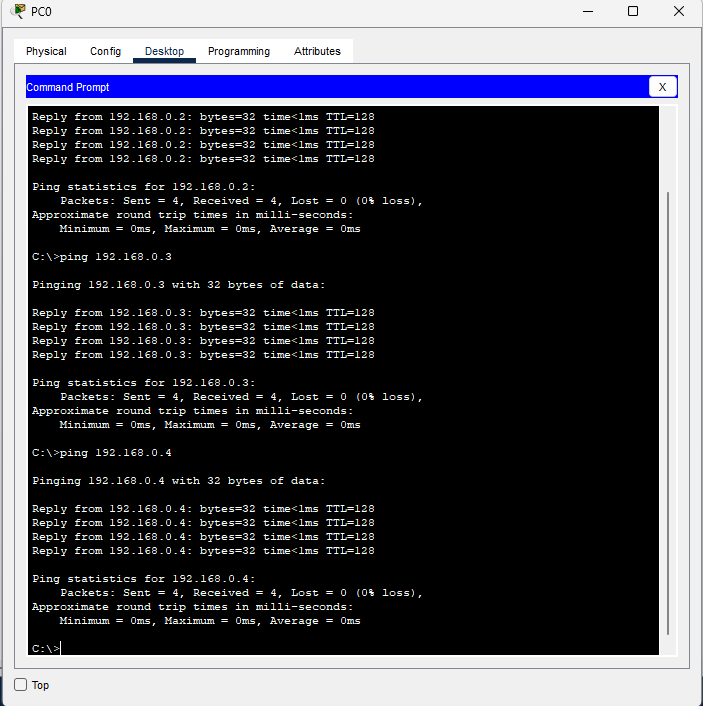 PC0
Physical Config Desktop Programming Attributes
Command Prompt X
Reply from 192.168.0.2: bytes=32 time<1ms TTL=128
Reply from 192.168.0.2: bytes=32 time<1ms TTL=128
Reply from 192.168.0.2: bytes=32 time<1ms TTL=128
Reply from 192.168.0.2: bytes=32 time<1ms TTL=128
Ping statistics for 192.168.0.2:
Packets: Sent = 4, Received = 4, Lost = 0 (0% loss),
Approximate round trip times in milli-seconds:
Minimum = 0ms, Maximum = 0ms, Average = 0ms
C:\>ping 192.168.0.3
Pinging 192.168.0.3 with 32 bytes of data:
Reply from 192.168.0.3: bytes=32 time<1ms TTL=128
Reply from 192.168.0.3: bytes=32 time<1ms TTL=128
Reply from 192.168.0.3: bytes=32 time<1ms TTL=128
Reply from 192.168.0.3: bytes=32 time<1ms TTL=128
Ping statistics for 192.168.0.3:
Packets: Sent = 4, Received = 4, Lost = 0 (0% loss),
Approximate round trip times in milli-seconds:
Minimum = 0ms, Maximum = 0ms, Average = 0ms
C:\>ping 192.168.0.4
Pinging 192.168.0.4 with 32 bytes of data:
Reply from 192.168.0.4: bytes=32 time<1ms TTL=128
Reply from 192.168.0.4: bytes=32 time<1ms TTL=128
Reply from 192.168.0.4: bytes=32 time<1ms TTL=128
Reply from 192.168.0.4: bytes=32 time<1ms TTL=128
Ping statistics for 192.168.0.4:
Packets: Sent = 4, Received = 4, Lost = 0 (0% loss),
Approximate round trip times in milli-seconds:
Minimum = 0ms, Maximum = 0ms, Average = 0ms
C:\>
Top